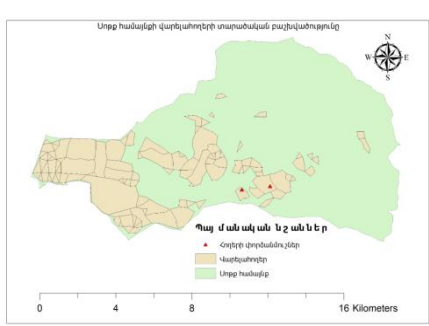 Սոթք համայնքի վարելահողերի տարածական բաշխվածությունը
N
W E
S
Պայմանական նշաններ
Հողերի փորձանմուշներ
Վարելահողեր
Սոթք համայնք
0 4 8 16 Kilometers